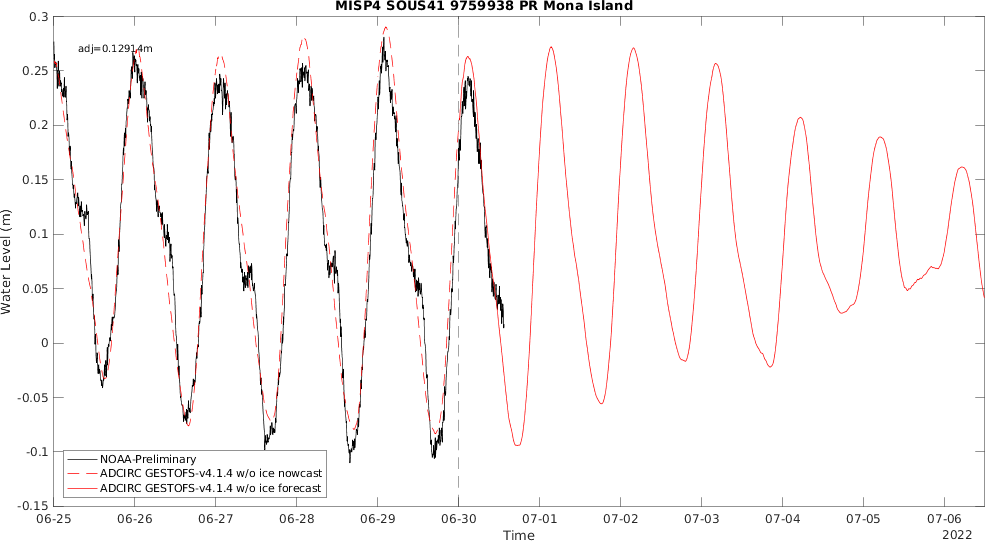 MISP4 SOUS41 9759938 PR Mona Island
adj=0.12914m
Water Level (m)
0.3
0.25
0.2
0.15
0.1
0.05
0
-0.05
-0.1
-0.15
NOAA-Preliminary
ADCIRC GESTOFS-v4.1.4 w/o ice nowcast
ADCIRC GESTOFS-v4.1.4 w/o ice forecast
06-25 06-26 06-27 06-28 06-29 06-30 07-01 07-02 07-03 07-04 07-05 07-06
Time
2022